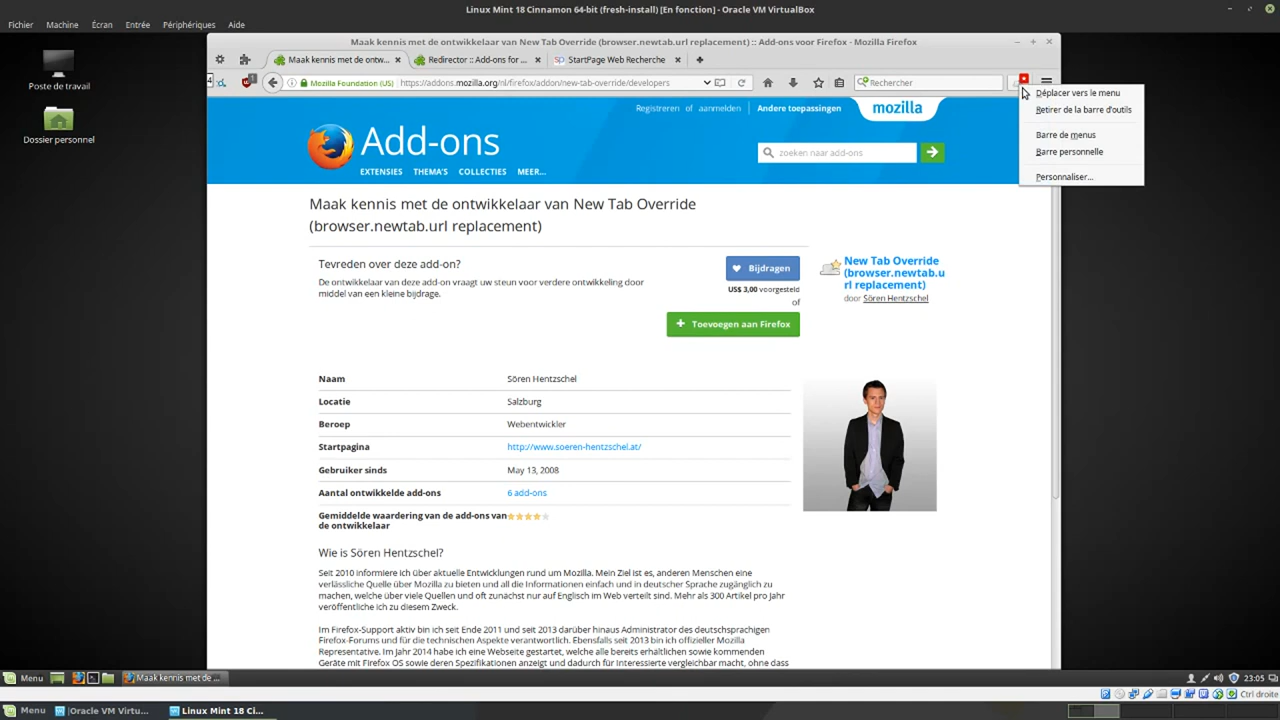 Linux Mint 18 Cinnamon 64-bit (fresh-install) [En fonction] - Oracle VM VirtualBox
Fichier Machine Écran Entrée Périphériques Aide
Poste de travail
Dossier personnel
Maak kennis met de ontwikkelaar van New Tab Override (browser.newtab.url replacement) :: Add-ons voor Firefox - Mozilla Firefox
Maak kennis met de ontw... Redirector :: Add-ons for ... StartPage Web Recherche
Mozilla Foundation (US) https://addons.mozilla.org/nl/firefox/addon/new-tab-override/developers Rechercher
Déplacer vers le menu
Retirer de la barre d'outils
Barre de menus
Barre personnelle
Personnaliser...
Registreren of aanmelden Andere toepassingen mozilla
Add-ons
zoeken naar add-ons
EXTENSIES THEMA'S COLLECTIES MEER...
Maak kennis met de ontwikkelaar van New Tab Override
(browser.newtab.url replacement)
Tevreden over deze add-on?
De ontwikkelaar van deze add-on vraagt uw steun voor verdere ontwikkeling door
middel van een kleine bijdrage.
Bijdragen
US$ 3,00 voorgesteld
of
Toevoegen aan Firefox
New Tab Override
(browser.newtab.u
rl replacement)
door Sören Hentzschel
Naam Sören Hentzschel
Locatie Salzburg
Beroep Webentwickler
Startpagina http://www.soeren-hentzschel.at/
Gebruiker sinds May 13, 2008
Aantal ontwikkelde add-ons 6 add-ons
Gemiddelde waardering van de add-ons van
de ontwikkelaar
Wie is Sören Hentzschel?
Seit 2010 informiere ich über aktuelle Entwicklungen rund um Mozilla. Mein Ziel ist es, anderen Menschen eine
verlässliche Quelle über Mozilla zu bieten und all die Informationen einfach und in deutscher Sprache zugänglich zu
machen, welche über viele Quellen und oft zunächst nur auf Englisch im Web verteilt sind. Mehr als 300 Artikel pro Jahr
veröffentliche ich zu diesem Zweck.
Im Firefox-Support aktiv bin ich seit Ende 2011 und seit 2013 darüber hinaus Administrator des deutschsprachigen
Firefox-Forums und für die technischen Aspekte verantwortlich. Ebenfalls seit 2013 bin ich offizieller Mozilla
Representative. Im Jahr 2014 habe ich eine Webseite gestartet, welche alle bereits erhältlichen sowie kommenden
Geräte mit Firefox OS sowie deren Spezifikationen anzeigt und dadurch für Interessierte vergleichbar macht, ohne dass
Menu Maak kennis met de ... 23:05
Ctrl droite
Menu [Oracle VM Virtu... Linux Mint 18 Ci...